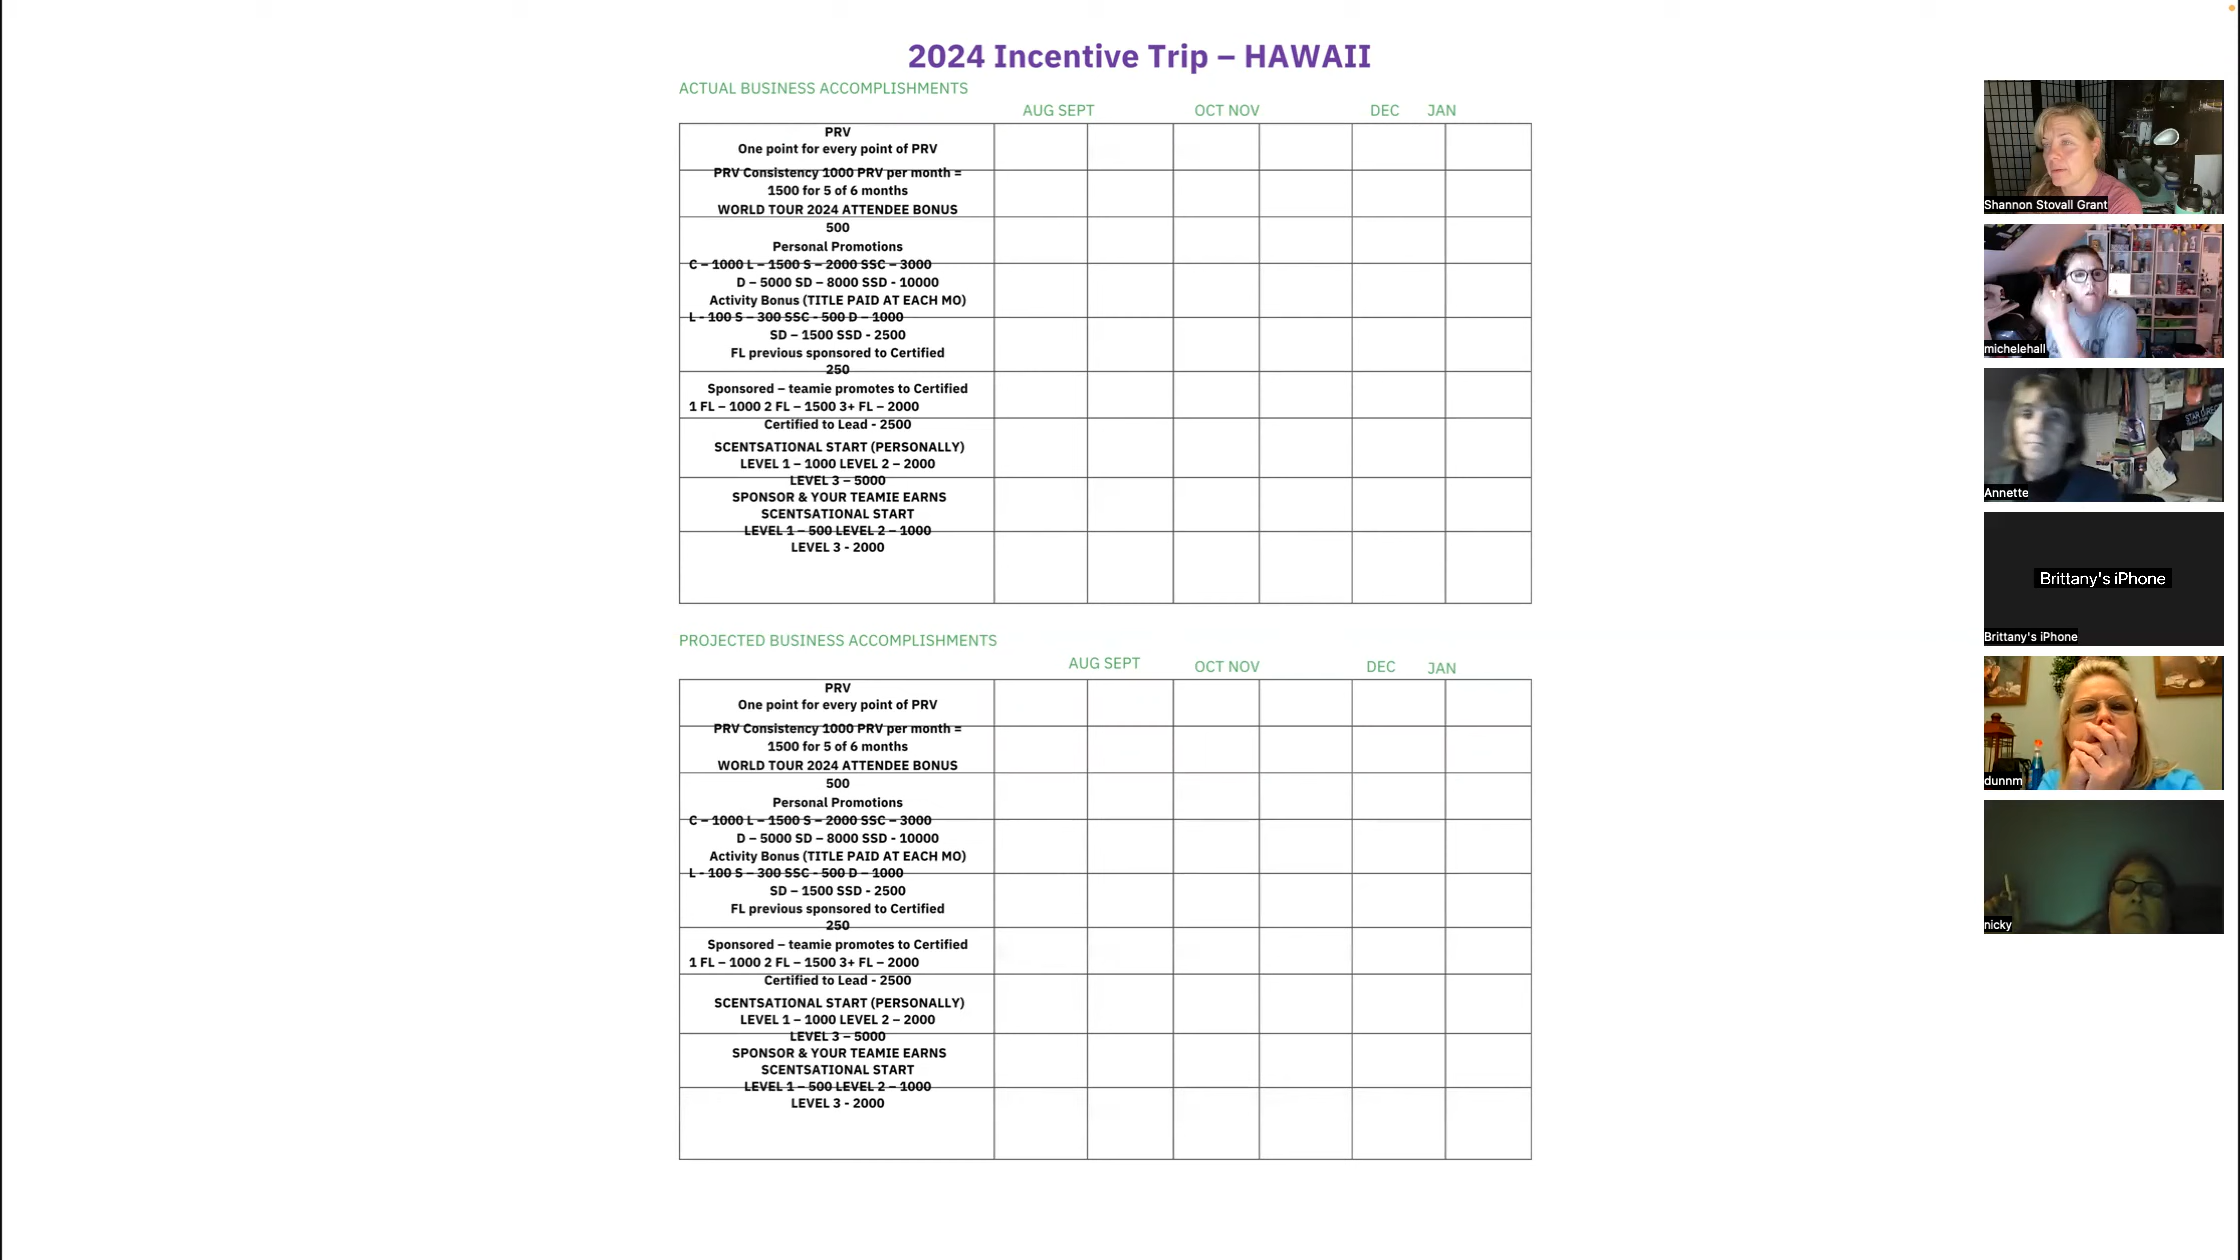 2024 Incentive Trip – HAWAII
ACTUAL BUSINESS ACCOMPLISHMENTS
AUG SEPT OCT NOV DEC JAN
PRV
One point for every point of PRV
PRV Consistency 1000 PRV per month =
1500 for 5 of 6 months
WORLD TOUR 2024 ATTENDEE BONUS
500
Personal Promotions
C – 1000 L – 1500 S – 2000 SSC – 3000
D – 5000 SD – 8000 SSD - 10000
Activity Bonus (TITLE PAID AT EACH MO)
L - 100 S – 300 SSC - 500 D – 1000
SD – 1500 SSD - 2500
FL previous sponsored to Certified
250
Sponsored – teamie promotes to Certified
1 FL – 1000 2 FL – 1500 3+ FL – 2000
Certified to Lead - 2500
SCENTSATIONAL START (PERSONALLY)
LEVEL 1 – 1000 LEVEL 2 – 2000
LEVEL 3 – 5000
SPONSOR & YOUR TEAMIE EARNS
SCENTSATIONAL START
LEVEL 1 – 500 LEVEL 2 – 1000
LEVEL 3 - 2000
PROJECTED BUSINESS ACCOMPLISHMENTS
AUG SEPT OCT NOV DEC JAN
PRV
One point for every point of PRV
PRV Consistency 1000 PRV per month =
1500 for 5 of 6 months
WORLD TOUR 2024 ATTENDEE BONUS
500
Personal Promotions
C – 1000 L – 1500 S – 2000 SSC – 3000
D – 5000 SD – 8000 SSD - 10000
Activity Bonus (TITLE PAID AT EACH MO)
L - 100 S – 300 SSC - 500 D – 1000
SD – 1500 SSD - 2500
FL previous sponsored to Certified
250
Sponsored – teamie promotes to Certified
1 FL – 1000 2 FL – 1500 3+ FL – 2000
Certified to Lead - 2500
SCENTSATIONAL START (PERSONALLY)
LEVEL 1 – 1000 LEVEL 2 – 2000
LEVEL 3 – 5000
SPONSOR & YOUR TEAMIE EARNS
SCENTSATIONAL START
LEVEL 1 – 500 LEVEL 2 – 1000
LEVEL 3 - 2000
Shannon Stovall Grant
michelehall
Annette
Brittany's iPhone
Brittany's iPhone
dunnm
nicky